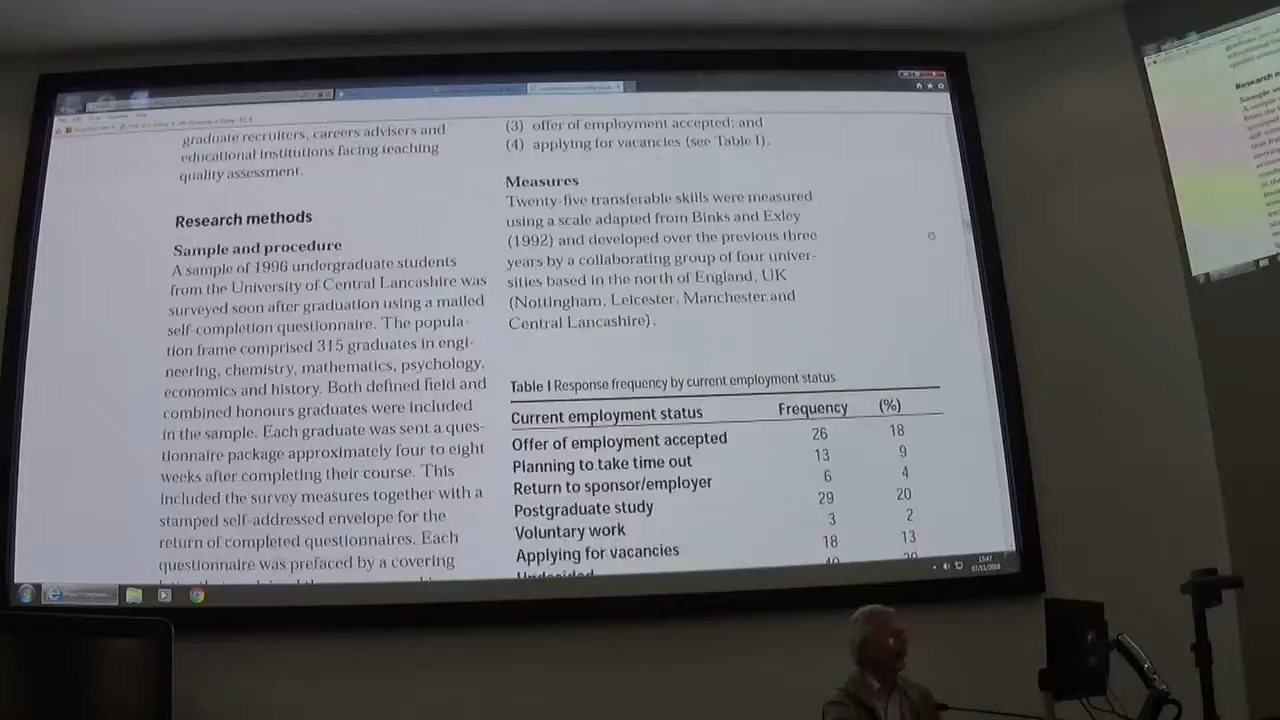 graduate recruiters, careers advisers and
educational institutions facing teaching
quality assessment.
Research methods
Sample and procedure
A sample of 1996 undergraduate students
from the University of Central Lancashire was
surveyed soon after graduation using a mailed
self-completion questionnaire. The popula-
tion frame comprised 315 graduates in engi-
neering, chemistry, mathematics, psychology,
economics and history. Both defined field and
combined honours graduates were included
in the sample. Each graduate was sent a ques-
tionnaire package approximately four to eight
weeks after completing their course. This
included the survey measures together with a
stamped self-addressed envelope for the
return of completed questionnaires. Each
questionnaire was prefaced by a covering
(3) offer of employment accepted; and
(4) applying for vacancies (see Table I).
Measures
Twenty-five transferable skills were measured
using a scale adapted from Binks and Exley
(1992) and developed over the previous three
years by a collaborating group of four univer-
sities based in the north of England, UK
(Nottingham, Leicester, Manchester and
Central Lancashire).
Table I Response frequency by current employment status
Current employment status Frequency (%)
Offer of employment accepted 26 18
Planning to take time out 13 9
Return to sponsor/employer 6 4
Postgraduate study 29 20
Voluntary work 3 2
Applying for vacancies 18 13
Undecided 40 20
15:47
07/11/2018
Research